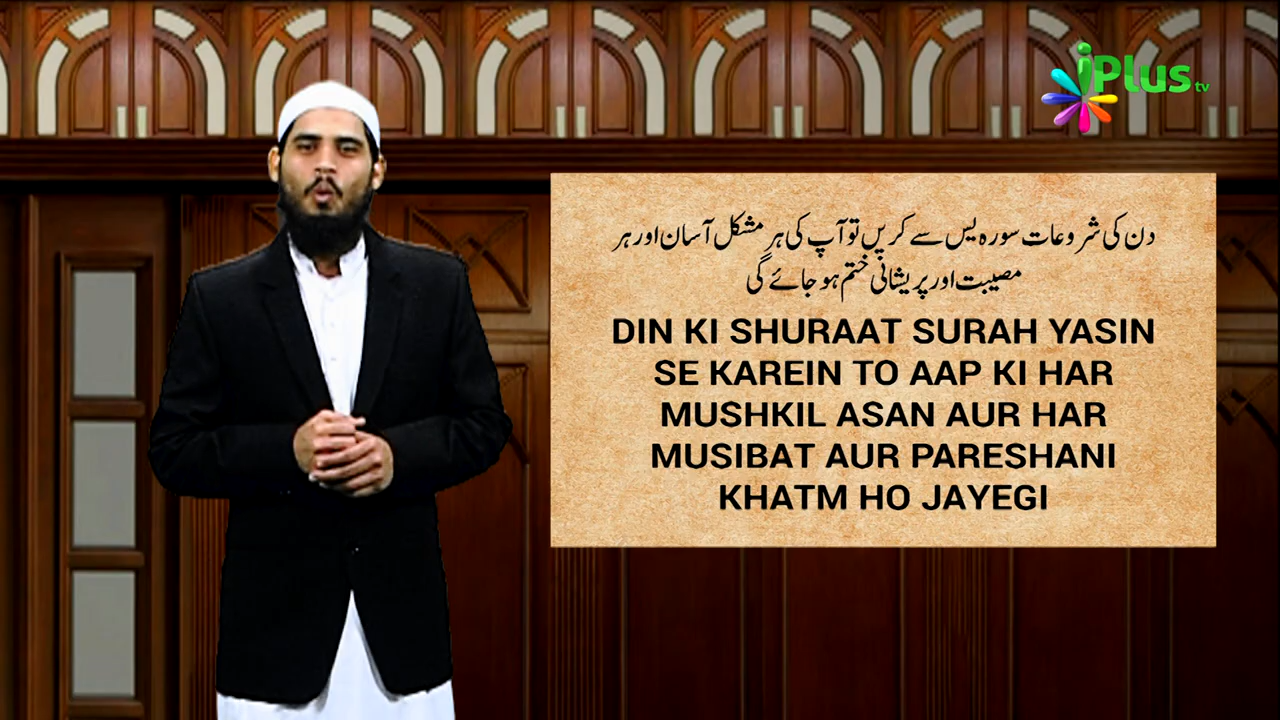 iPlus tv
دن کی شروعات سورہ یس سے کریں تو آپ کی ہر مشکل آسان اور ہر
مصیبت اور پریشانی ختم ہو جائے گی
DIN KI SHURAAT SURAH YASIN
SE KAREIN TO AAP KI HAR
MUSHKIL ASAN AUR HAR
MUSIBAT AUR PARESHANI
KHATM HO JAYEGI